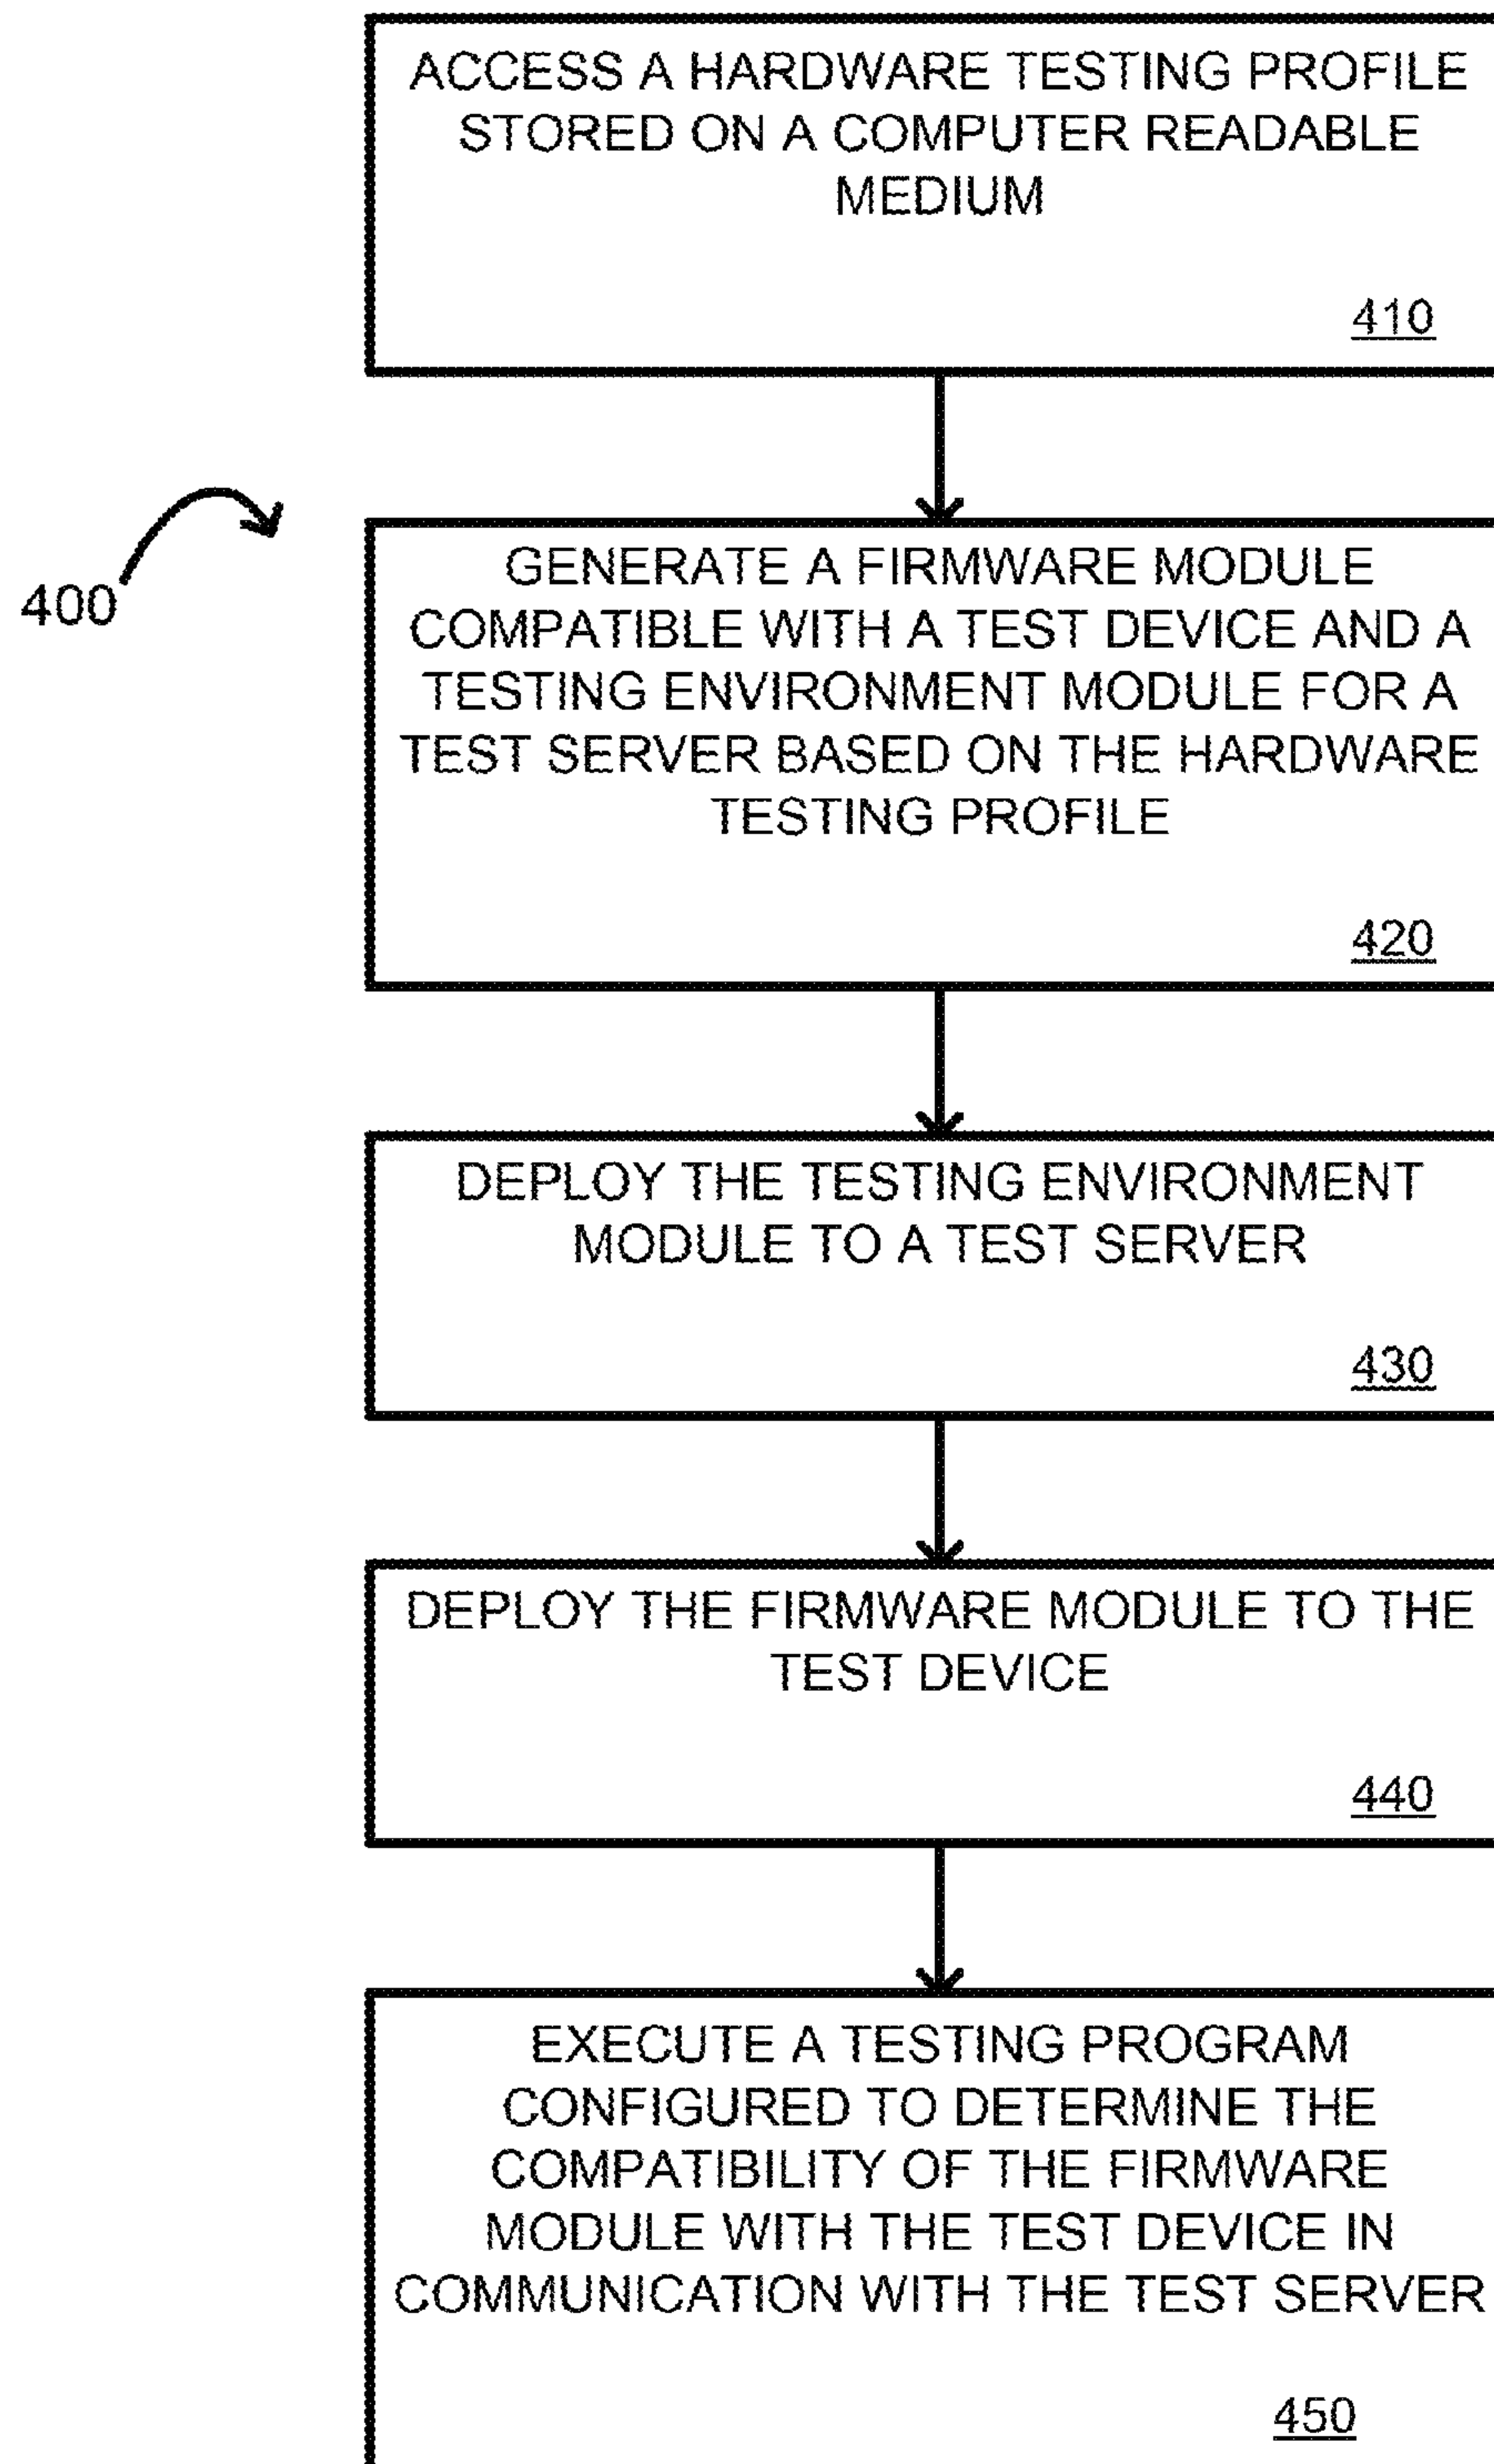 ACCESS A HARDWARE TESTING PROFILE
STORED ON A COMPUTER READABLE
MEDIUM
410
400
GENERATE A FIRMWARE MODULE
COMPATIBLE WITH A TEST DEVICE AND A
TESTING ENVIRONMENT MODULE FOR A
TEST SERVER BASED ON THE HARDWARE
TESTING PROFILE
420
DEPLOY THE TESTING ENVIRONMENT
MODULE TO A TEST SERVER
430
DEPLOY THE FIRMWARE MODULE TO THE
TEST DEVICE
440
EXECUTE A TESTING PROGRAM
CONFIGURED TO DETERMINE THE
COMPATIBILITY OF THE FIRMWARE
MODULE WITH THE TEST DEVICE IN
COMMUNICATION WITH THE TEST SERVER
450